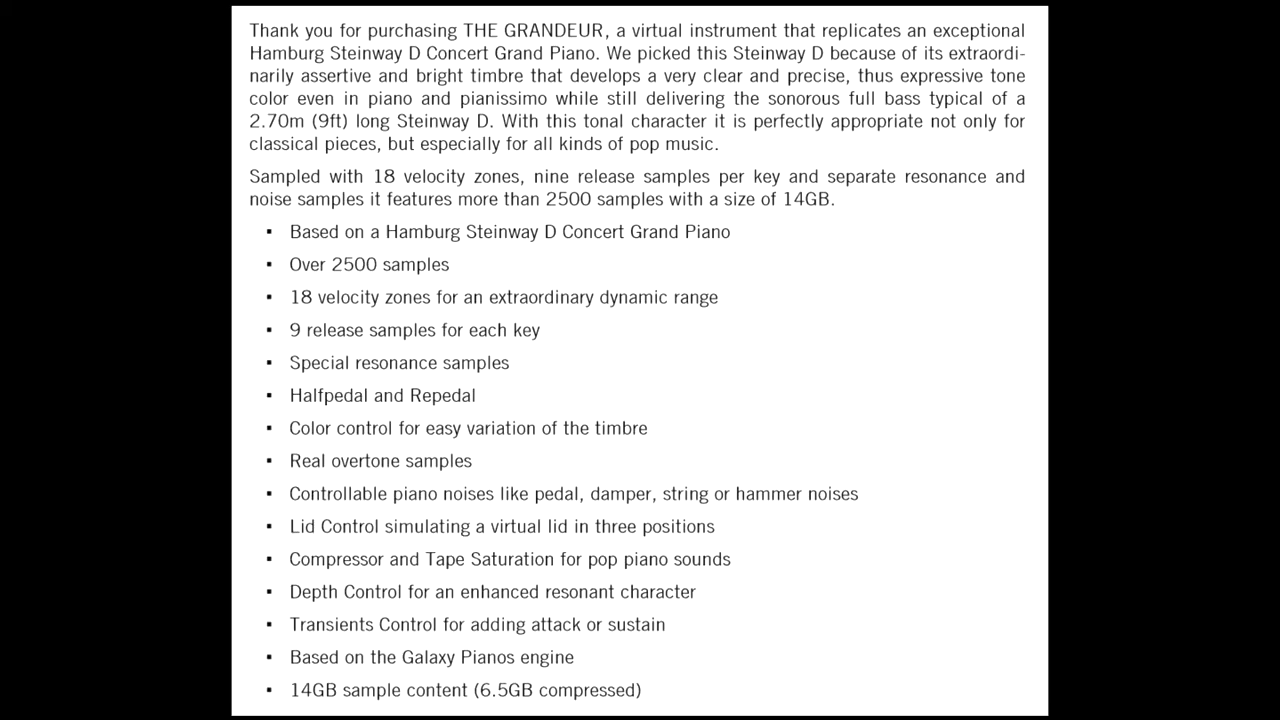 Thank you for purchasing THE GRANDEUR, a virtual instrument that replicates an exceptional
Hamburg Steinway D Concert Grand Piano. We picked this Steinway D because of its extraordi-
narily assertive and bright timbre that develops a very clear and precise, thus expressive tone
color even in piano and pianissimo while still delivering the sonorous full bass typical of a
2.70m (9ft) long Steinway D. With this tonal character it is perfectly appropriate not only for
classical pieces, but especially for all kinds of pop music.
Sampled with 18 velocity zones, nine release samples per key and separate resonance and
noise samples it features more than 2500 samples with a size of 14GB.
▪ Based on a Hamburg Steinway D Concert Grand Piano
▪ Over 2500 samples
▪ 18 velocity zones for an extraordinary dynamic range
▪ 9 release samples for each key
▪ Special resonance samples
▪ Halfpedal and Repedal
▪ Color control for easy variation of the timbre
▪ Real overtone samples
▪ Controllable piano noises like pedal, damper, string or hammer noises
▪ Lid Control simulating a virtual lid in three positions
▪ Compressor and Tape Saturation for pop piano sounds
▪ Depth Control for an enhanced resonant character
▪ Transients Control for adding attack or sustain
▪ Based on the Galaxy Pianos engine
▪ 14GB sample content (6.5GB compressed)